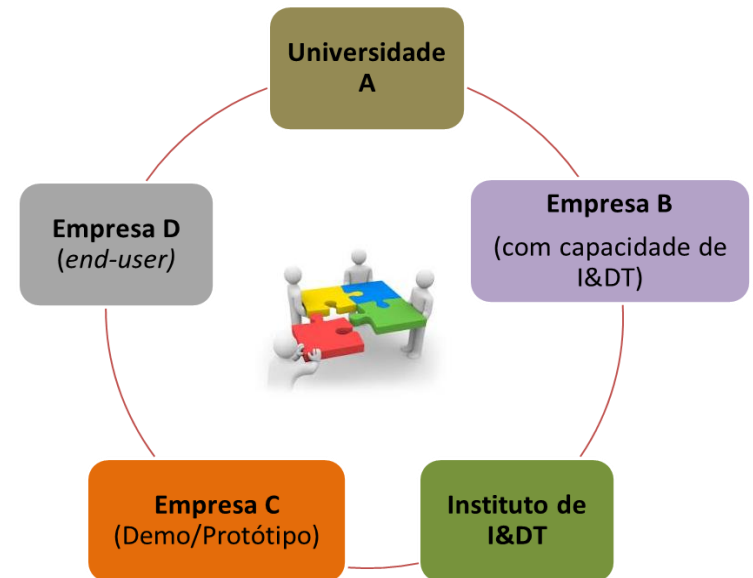 Universidade
A
Empresa B
(com capacidade de
I&DT)
Instituto de
I&DT
Empresa C
(Demo/Protótipo)
Empresa D
(end-user)